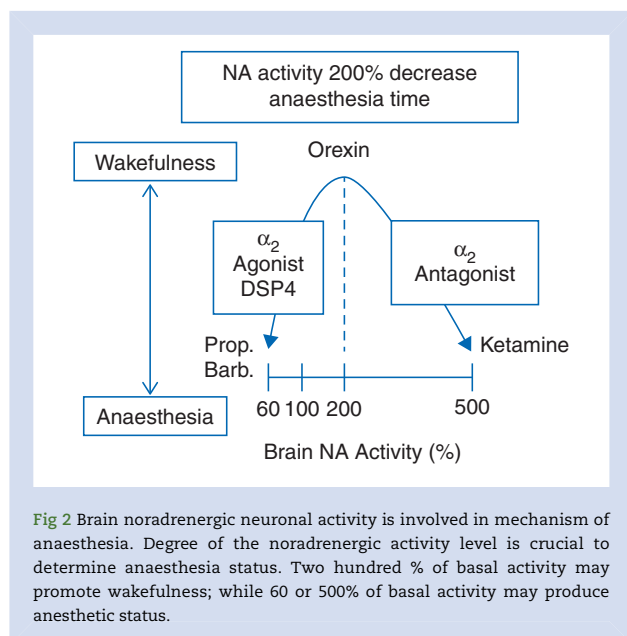 NA activity 200% decrease
anaesthesia time
Wakefulness
Orexin
α2
Agonist
DSP4
α2
Antagonist
Prop.
Barb.
Ketamine
Anaesthesia
60 100 200 500
Brain NA Activity (%)
Fig 2 Brain noradrenergic neuronal activity is involved in mechanism of
anaesthesia. Degree of the noradrenergic activity level is crucial to
determine anaesthesia status. Two hundred % of basal activity may
promote wakefulness; while 60 or 500% of basal activity may produce
anesthetic status.